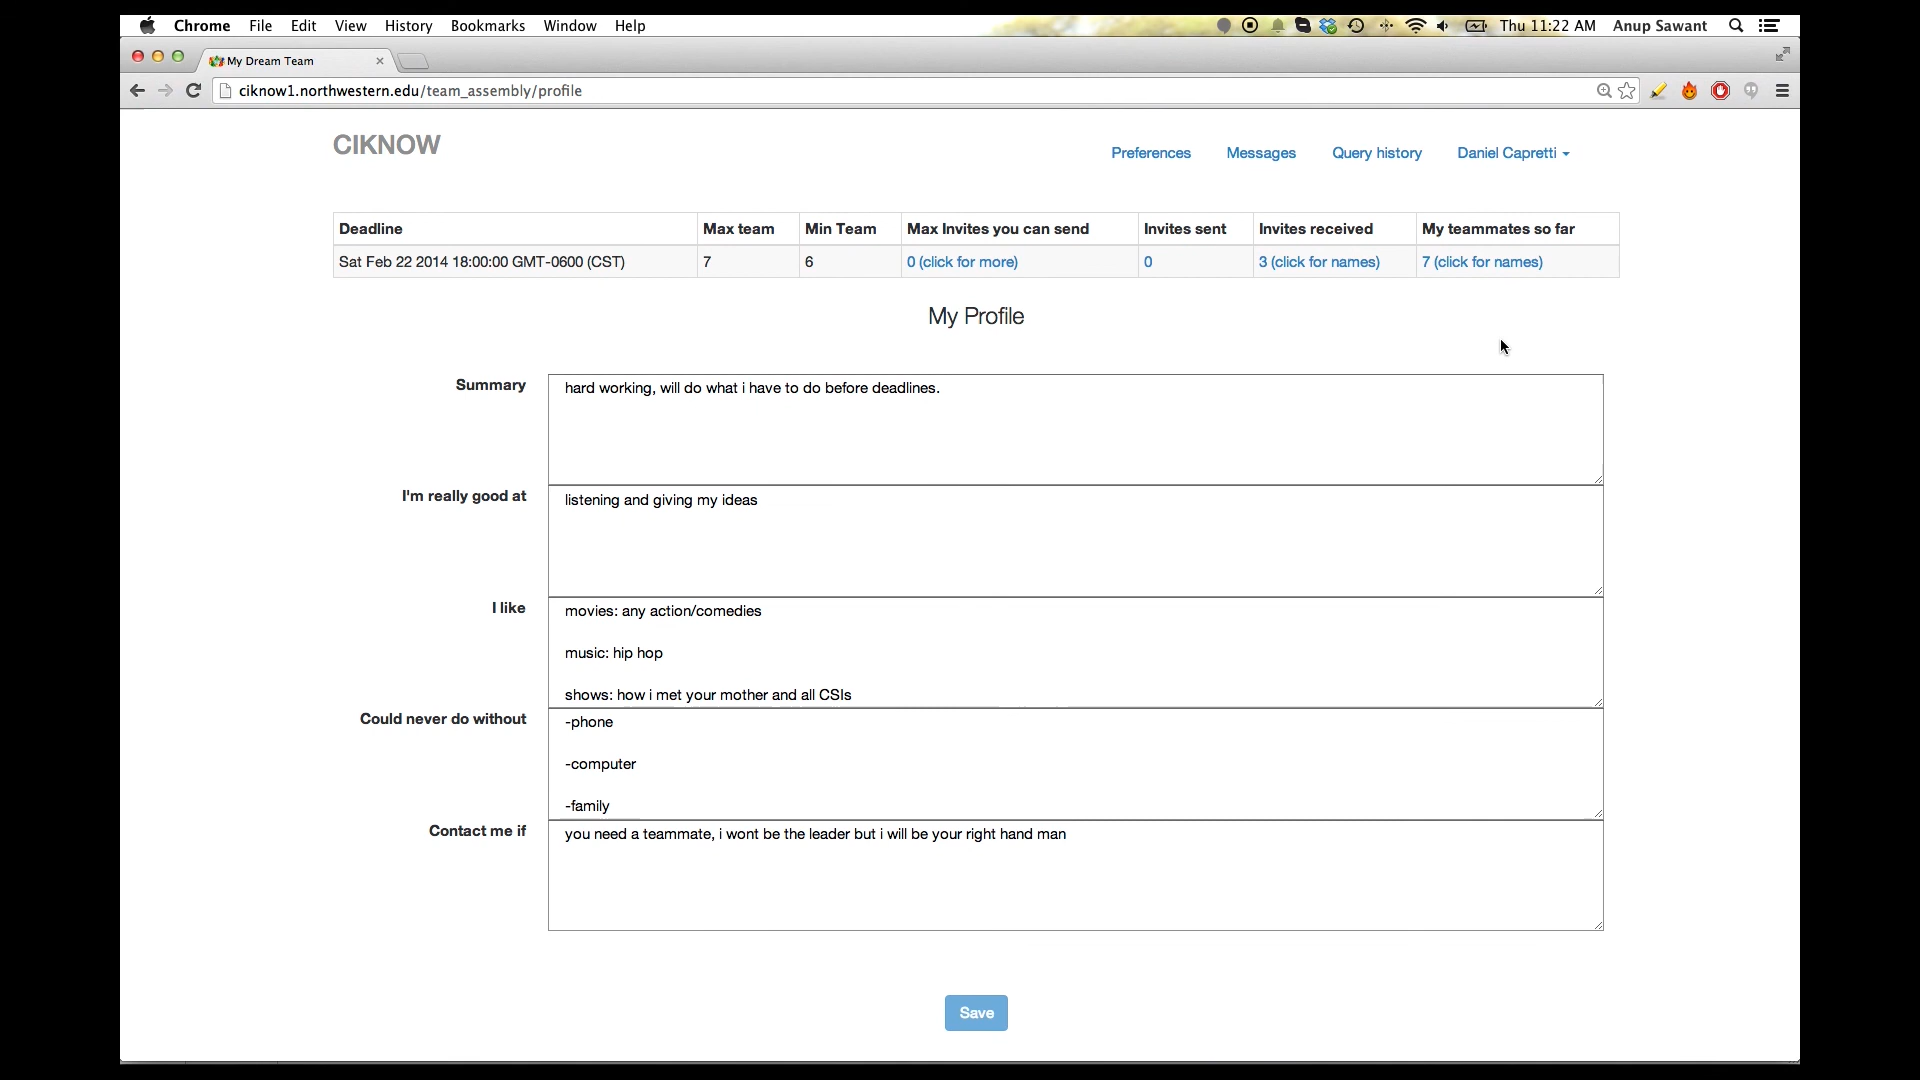 Chrome File Edit View History Bookmarks Window Help Thu 11:22 AM Anup Sawant
My Dream Team
ciknow1.northwestern.edu/team_assembly/profile
CIKNOW
Preferences Messages Query history Daniel Capretti
Deadline Max team Min Team Max Invites you can send Invites sent Invites received My teammates so far
Sat Feb 22 2014 18:00:00 GMT-0600 (CST) 7 6 0 (click for more) 0 3 (click for names) 7 (click for names)
My Profile
Summary hard working, will do what i have to do before deadlines.
I'm really good at listening and giving my ideas
I like movies: any action/comedies
music: hip hop
shows: how i met your mother and all CSIs
Could never do without -phone
-computer
-family
Contact me if you need a teammate, i wont be the leader but i will be your right hand man
Save